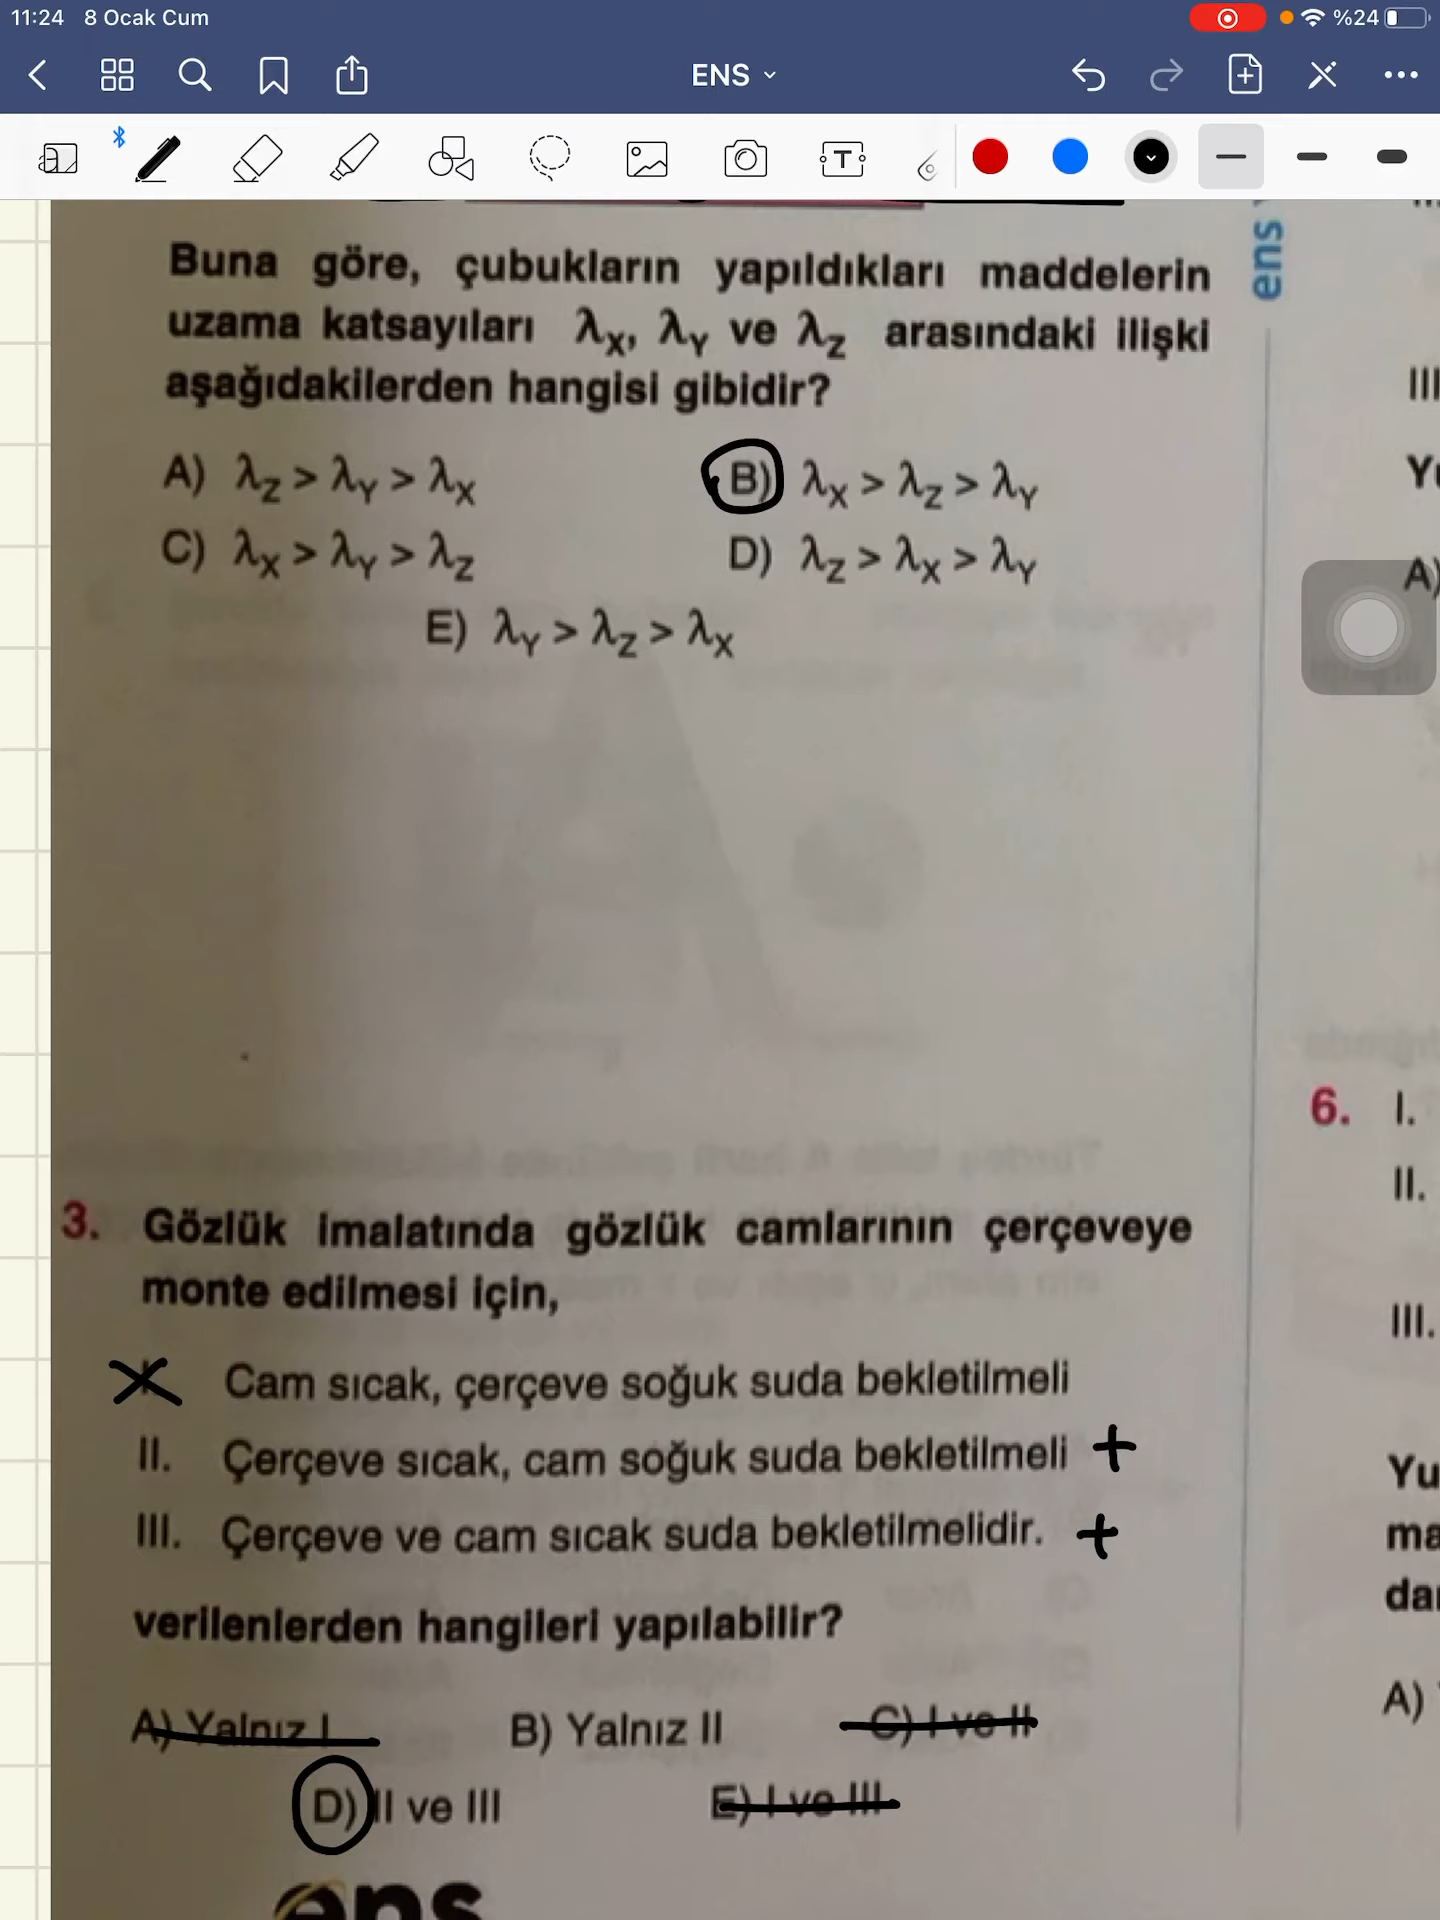 11:24 8 Ocak Cum
%24
ENS
a
T
ens
Buna göre, çubukların yapıldıkları maddelerin
uzama katsayıları λX, λY ve λZ arasındaki ilişki
aşağıdakilerden hangisi gibidir?
A) λZ > λY > λX
B) λX > λZ > λY
C) λX > λY > λZ
D) λZ > λX > λY
E) λY > λZ > λX
3. Gözlük imalatında gözlük camlarının çerçeveye
monte edilmesi için,
Cam sıcak, çerçeve soğuk suda bekletilmeli
II. Çerçeve sıcak, cam soğuk suda bekletilmeli +
III. Çerçeve ve cam sıcak suda bekletilmelidir. +
verilenlerden hangileri yapılabilir?
A) Yalnız I
B) Yalnız II
C) I ve II
D) II ve III
E) I ve III
ens
III
A)
6. I.
II.
III.
Yu
A)